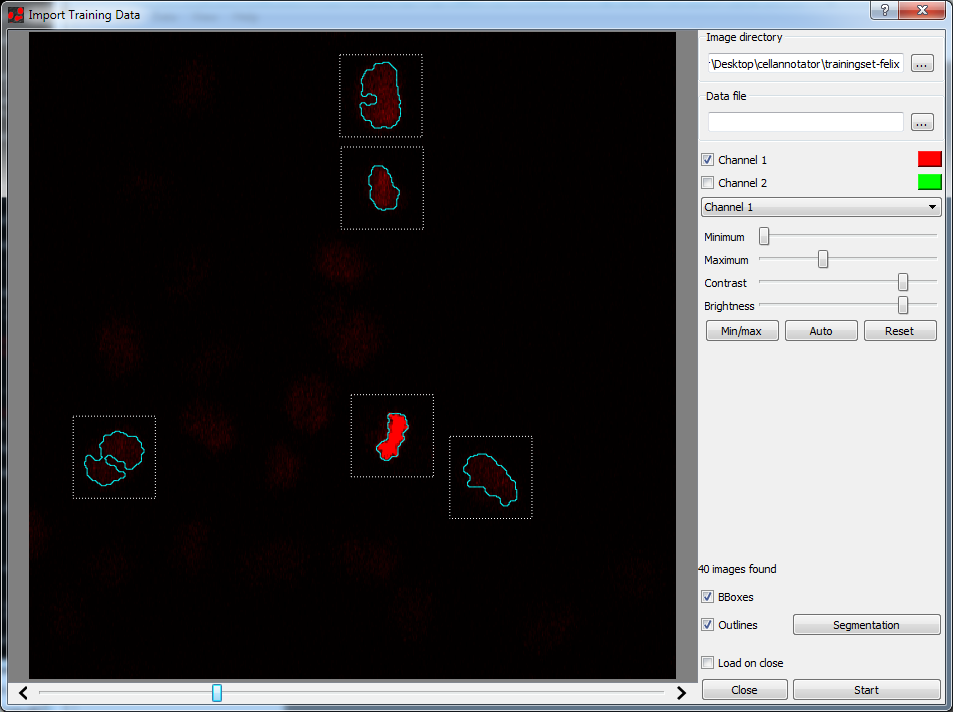 Import Training Data
Image directory
r\Desktop\cellannotator\trainingset-felix
...
Data file
...
Channel 1
Channel 2
Channel 1
Minimum
Maximum
Contrast
Brightness
Min/max Auto Reset
40 images found
BBoxes
Outlines Segmentation
Load on close
Close Start